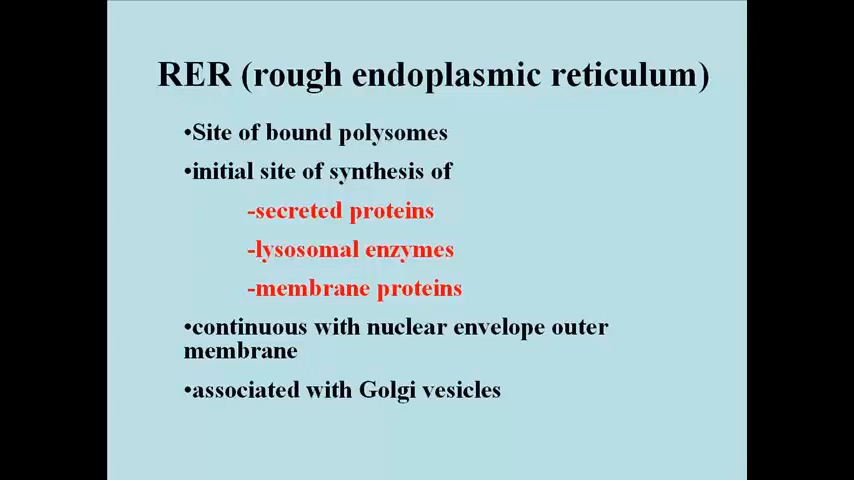 RER (rough endoplasmic reticulum)
•Site of bound polysomes
•initial site of synthesis of
-secreted proteins
-lysosomal enzymes
-membrane proteins
•continuous with nuclear envelope outer
membrane
•associated with Golgi vesicles